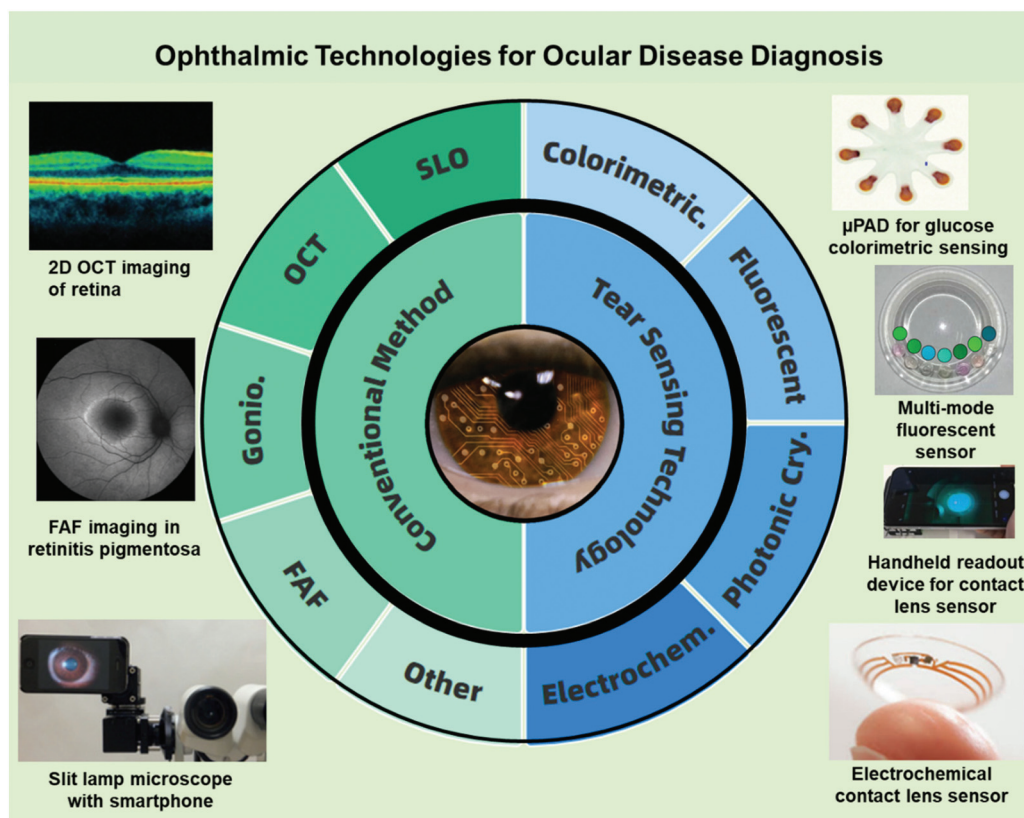 Ophthalmic Technologies for Ocular Disease Diagnosis
2D OCT imaging
of retina
FAF imaging in
retinitis pigmentosa
Slit lamp microscope
with smartphone
SLO
OCT
Gonio.
FAF
Other
Conventional Method
Tear Sensing Technology
Colorimetric.
Fluorescent
Photonic Cry.
Electrochem.
µPAD for glucose
colorimetric sensing
Multi-mode
fluorescent
sensor
Handheld readout
device for contact
lens sensor
Electrochemical
contact lens sensor